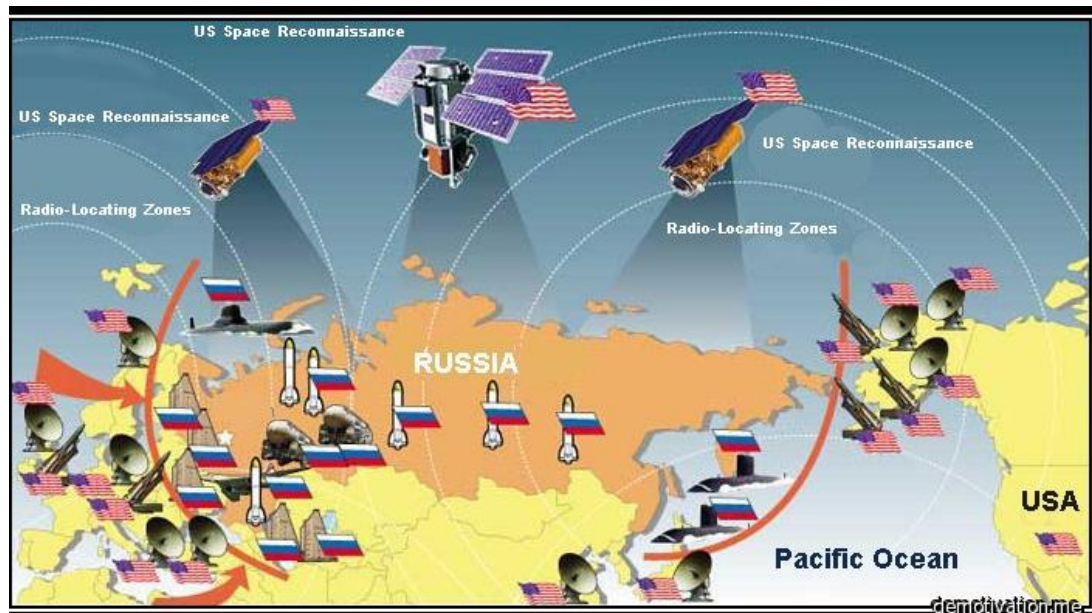 US Space Reconnaissance
US Space Reconnaissance
US Space Reconnaissance
Radio-Locating Zones
Radio-Locating Zones
RUSSIA
USA
Pacific Ocean
demotivation.me